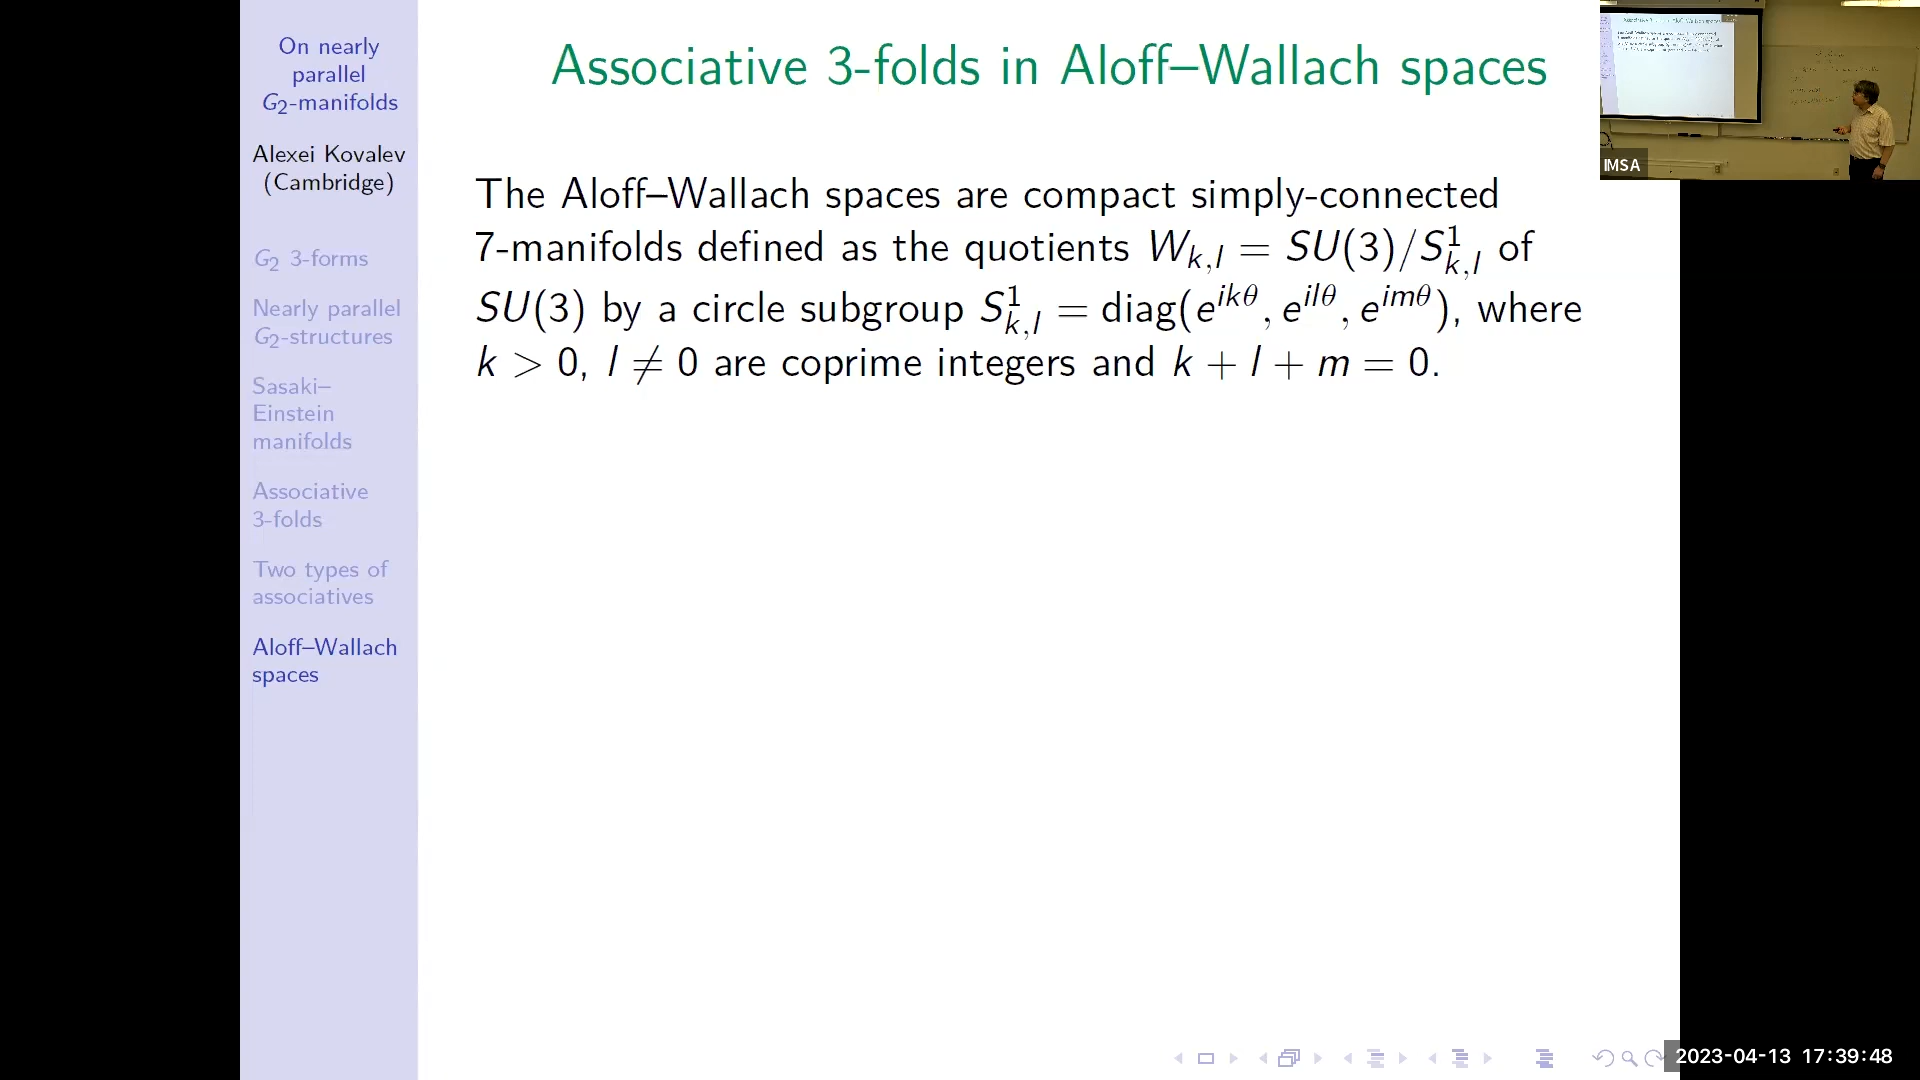 On nearly
parallel
G₂-manifolds
Alexei Kovalev
(Cambridge)
G₂ 3-forms
Nearly parallel
G₂-structures
Sasaki–
Einstein
manifolds
Associative
3-folds
Two types of
associatives
Aloff–Wallach
spaces
Associative 3-folds in Aloff–Wallach spaces
The Aloff–Wallach spaces are compact simply-connected
7-manifolds defined as the quotients W_{k,l} = SU(3)/S^1_{k,l} of
SU(3) by a circle subgroup S^1_{k,l} = diag(e^{ikθ}, e^{ilθ}, e^{imθ}), where
k > 0, l ≠ 0 are coprime integers and k + l + m = 0.
IMSA
2023-04-13 17:39:48